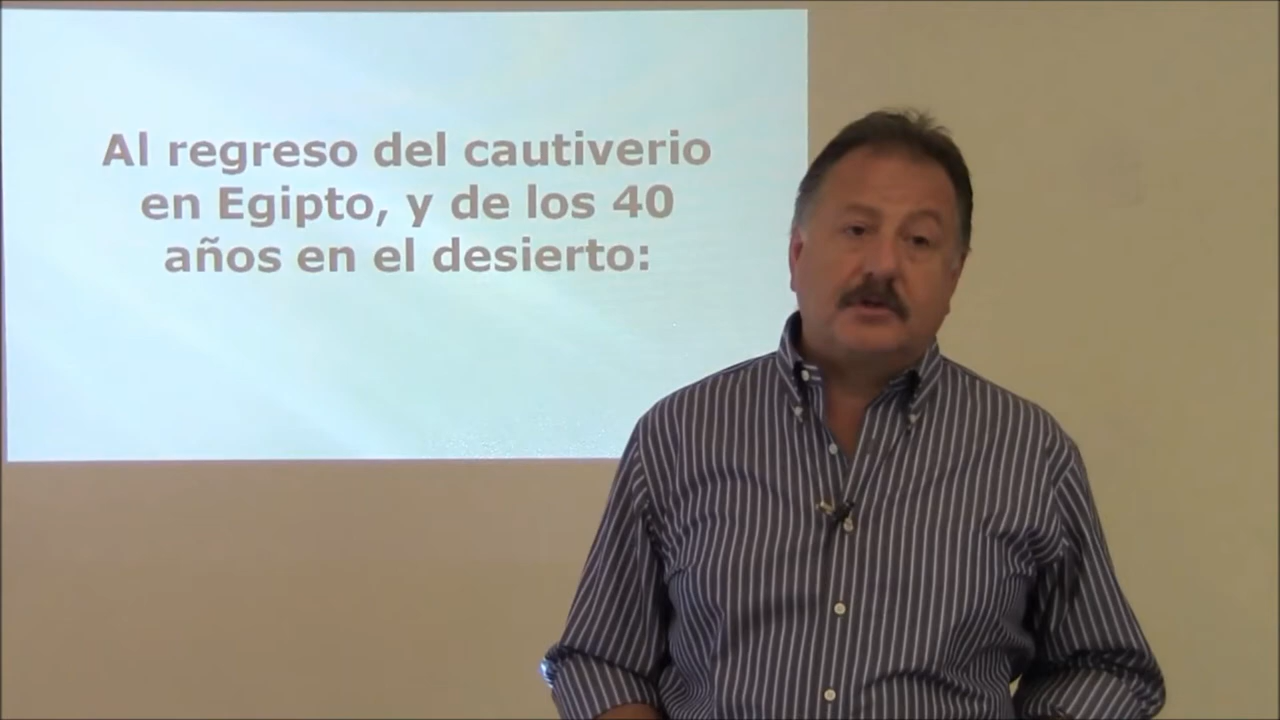 Al regreso del cautiverio
en Egipto, y de los 40
años en el desierto: